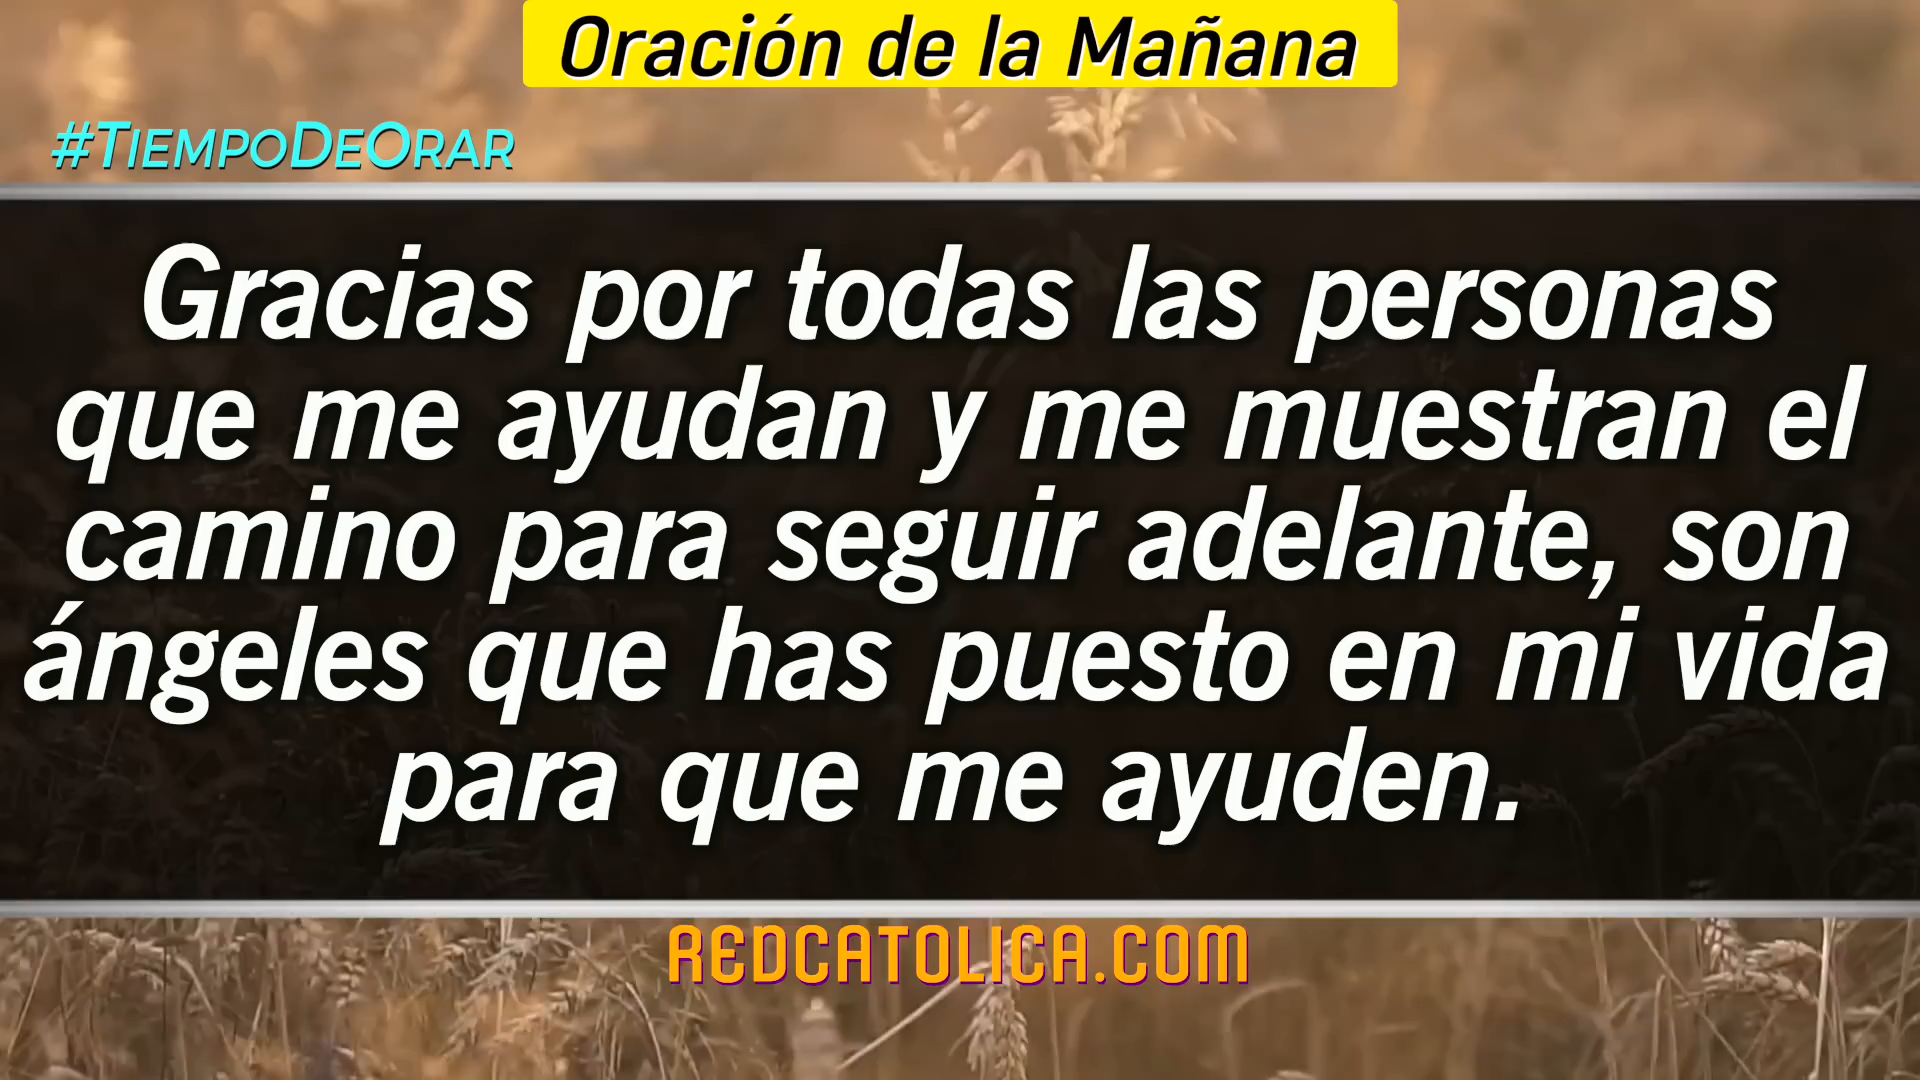 Oración de la Mañana
#TiempoDeOrar
Gracias por todas las personas
que me ayudan y me muestran el
camino para seguir adelante, son
ángeles que has puesto en mi vida
para que me ayuden.
REDCATOLICA.COM